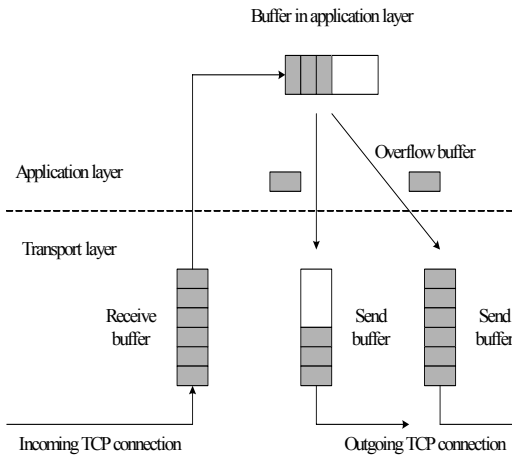 Buffer in application layer
Overflow buffer
Application layer
Transport layer
Receive
buffer
Send
buffer
Send
buffer
Incoming TCP connection
Outgoing TCP connection